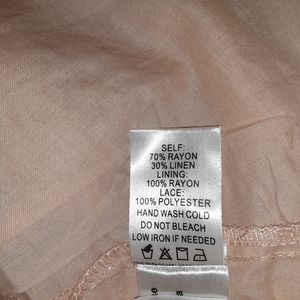 SELF:
70% RAYON
30% LINEN
LINING:
100% RAYON
LACE:
100% POLYESTER
HAND WASH COLD
DO NOT BLEACH
LOW IRON IF NEEDED